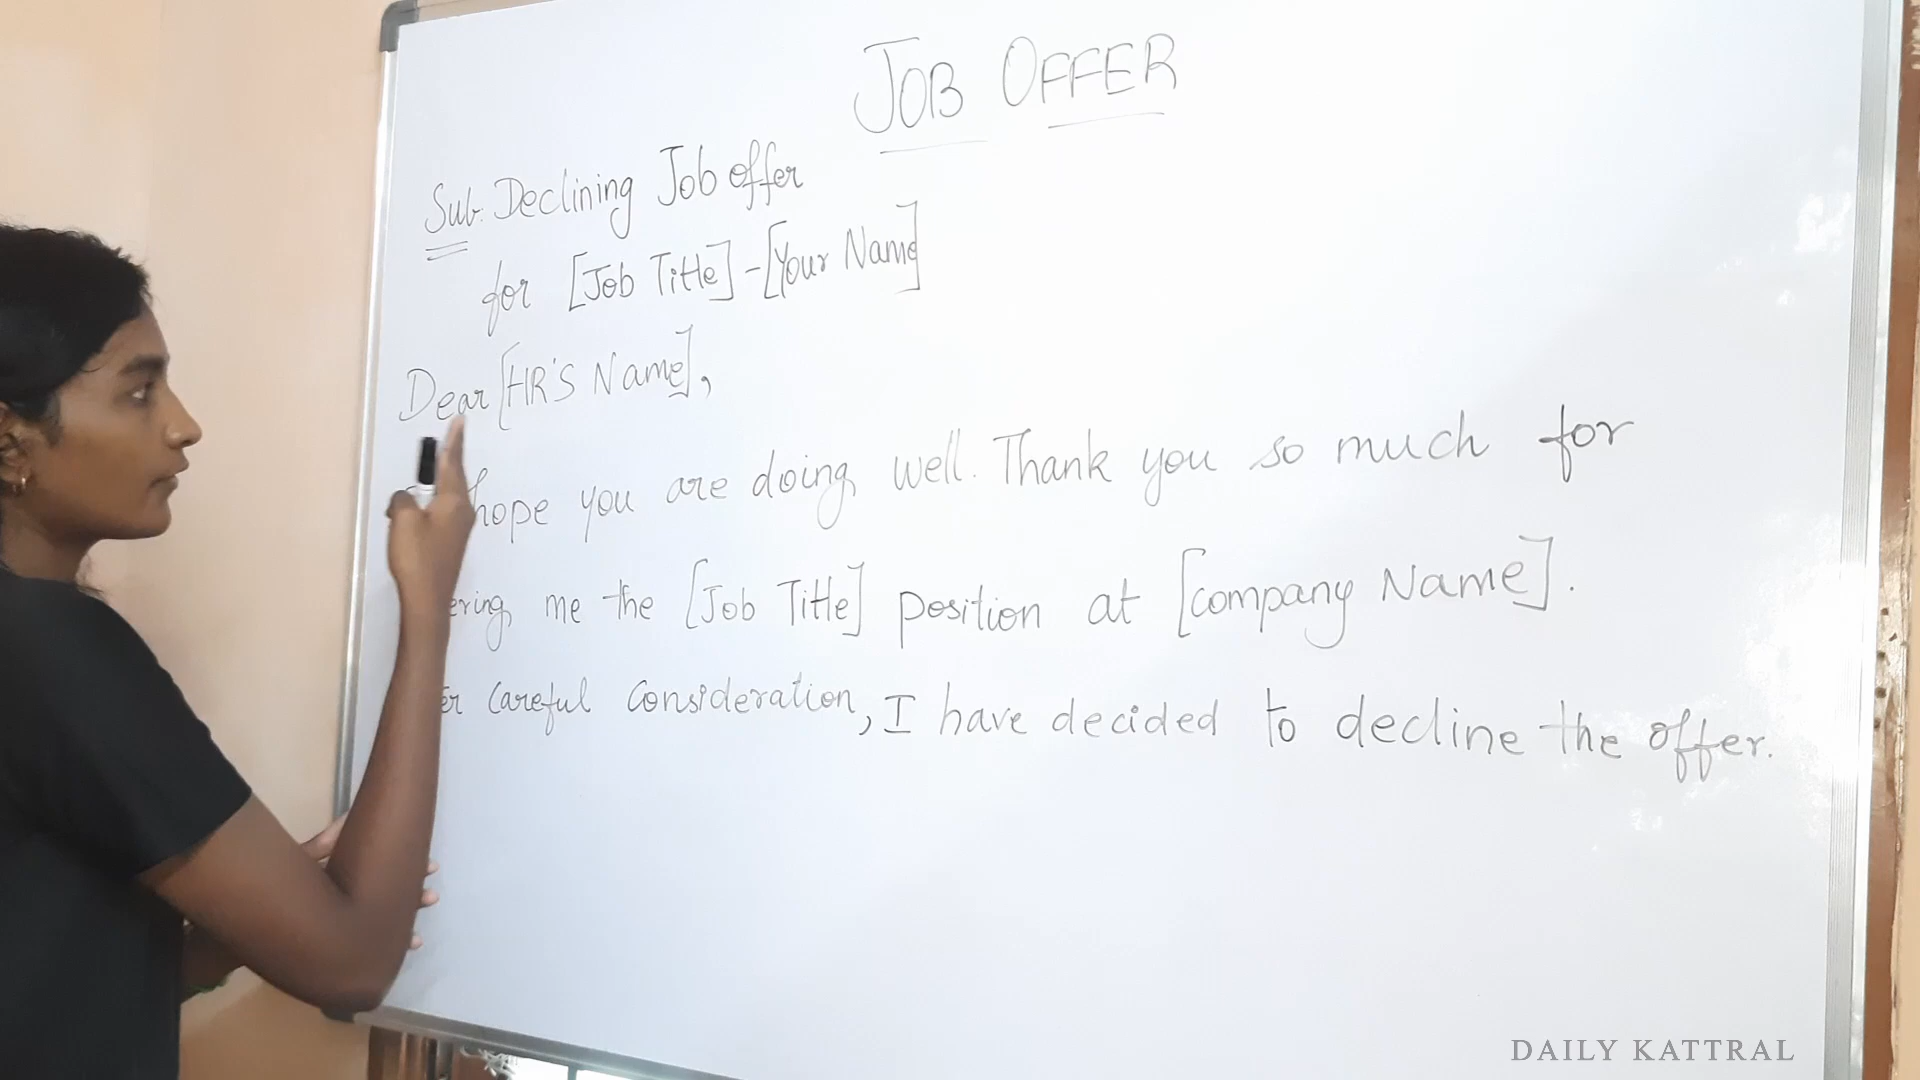 JOB OFFER
Sub: Declining Job offer
for [Job Title] - [Your Name]
Dear [HR'S Name],
hope you are doing well. Thank you so much for
ering me the [Job Title] position at [Company Name].
er careful consideration, I have decided to decline the offer.
DAILY KATTRAL